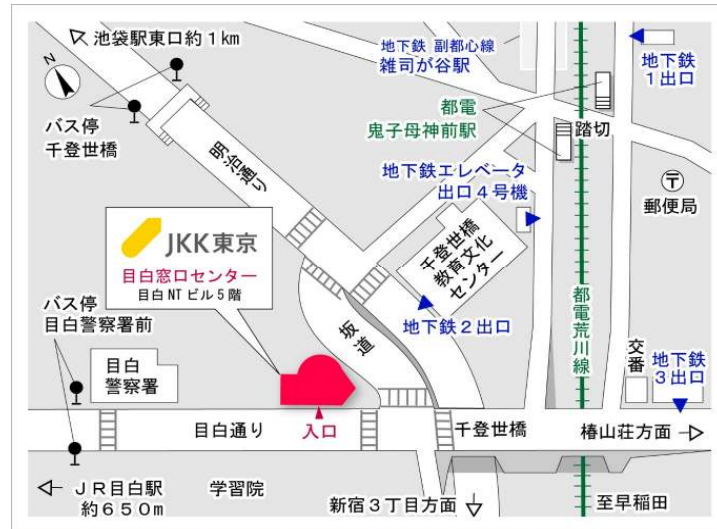 池袋駅東口約1km
N
バス停
千登世橋
明治通り
地下鉄 副都心線
雑司が谷駅
都電
鬼子母神前駅
踏切
地下鉄
1出口
地下鉄エレベータ
出口4号機
〒
郵便局
JKK東京
目白窓口センター
目白NTビル5階
千登世橋
教育文化
センター
地下鉄2出口
坂道
都電荒川線
バス停
目白警察署前
目白
警察署
交番
地下鉄
3出口
目白通り
入口
千登世橋
椿山荘方面
JR目白駅
約650m
学習院
新宿3丁目方面
至早稲田